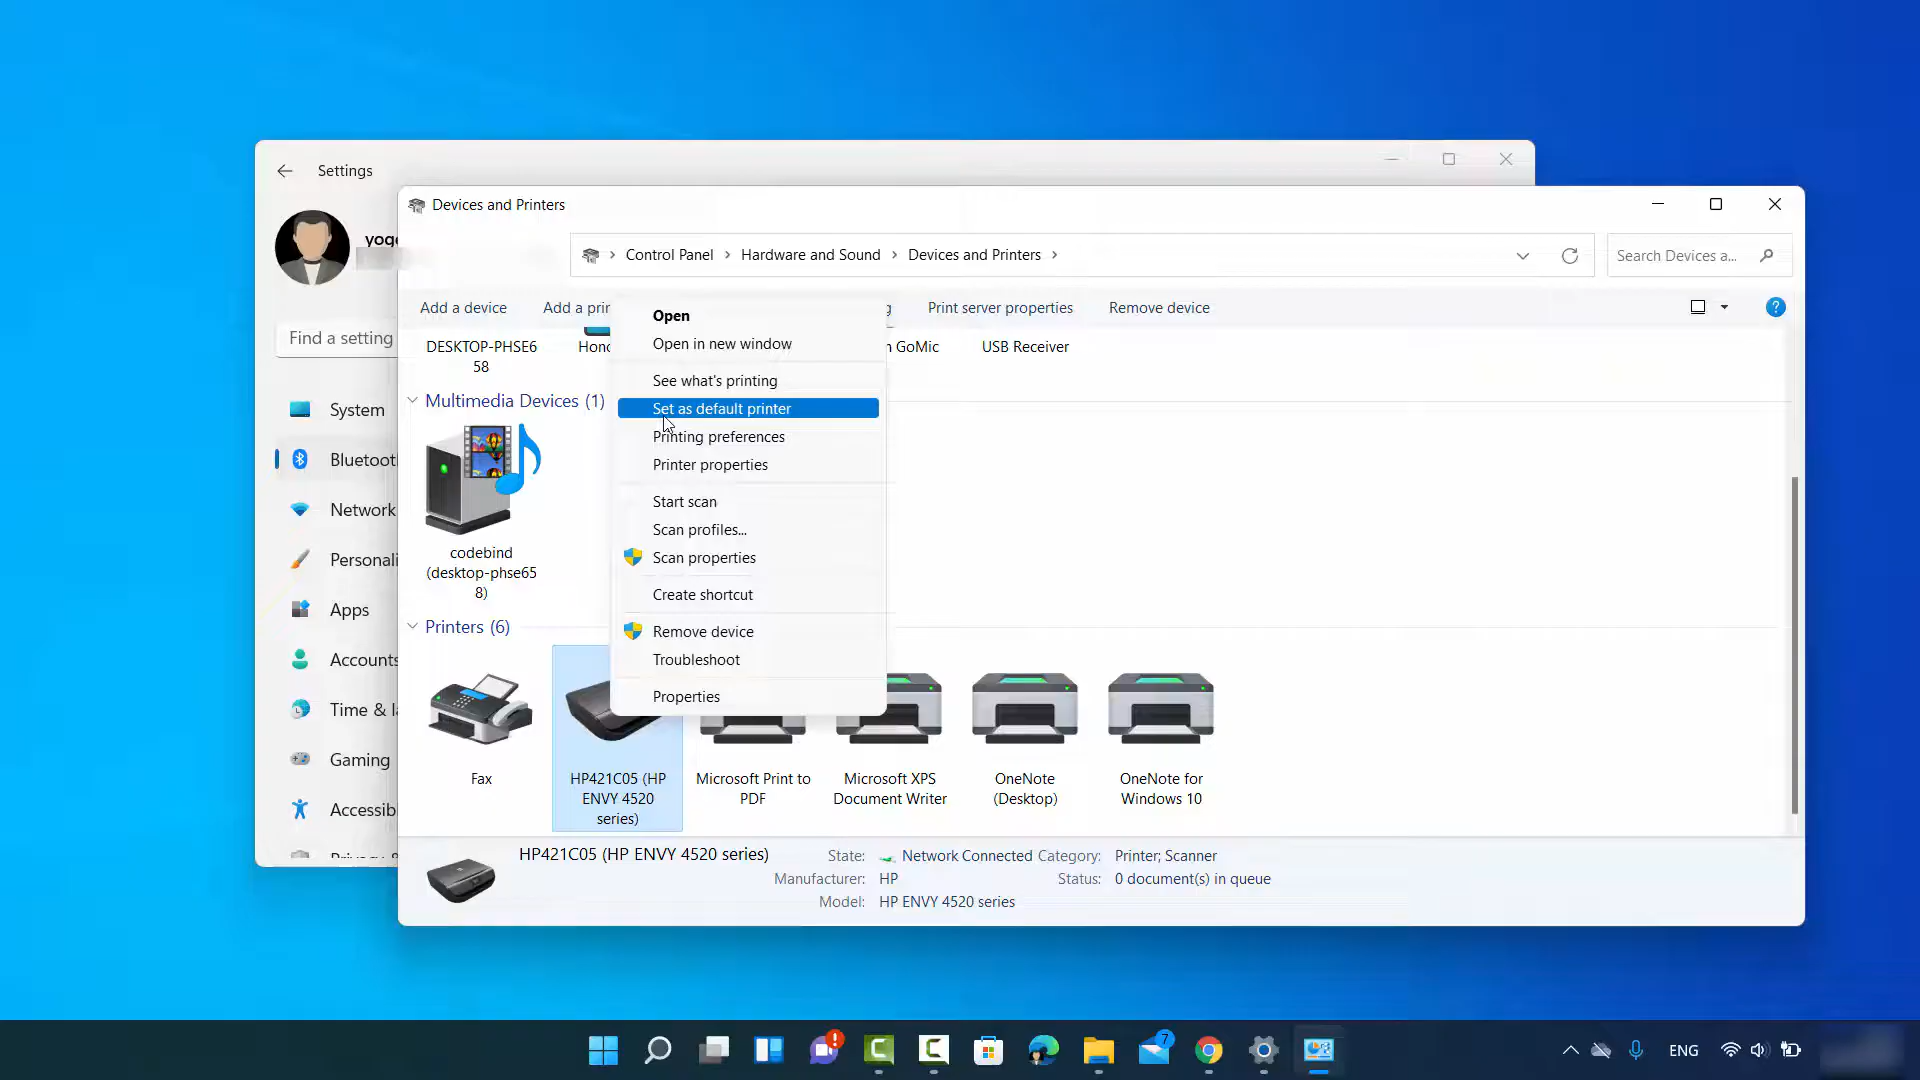 Settings
yoge
Find a setting
System
Bluetoot
Network
Personali
Apps
Accounts
Time & la
Gaming
Accessib
Devices and Printers
Control Panel > Hardware and Sound > Devices and Printers >
Search Devices a...
Add a device
Add a prin
g
Print server properties
Remove device
DESKTOP-PHSE6
58
Hono
n GoMic
USB Receiver
Multimedia Devices (1)
codebind
(desktop-phse65
8)
Printers (6)
Fax
HP421C05 (HP
ENVY 4520
series)
Microsoft Print to
PDF
Microsoft XPS
Document Writer
OneNote
(Desktop)
OneNote for
Windows 10
Open
Open in new window
See what's printing
Set as default printer
Printing preferences
Printer properties
Start scan
Scan profiles...
Scan properties
Create shortcut
Remove device
Troubleshoot
Properties
HP421C05 (HP ENVY 4520 series)
State: Network Connected
Category: Printer; Scanner
Manufacturer: HP
Status: 0 document(s) in queue
Model: HP ENVY 4520 series
7
ENG